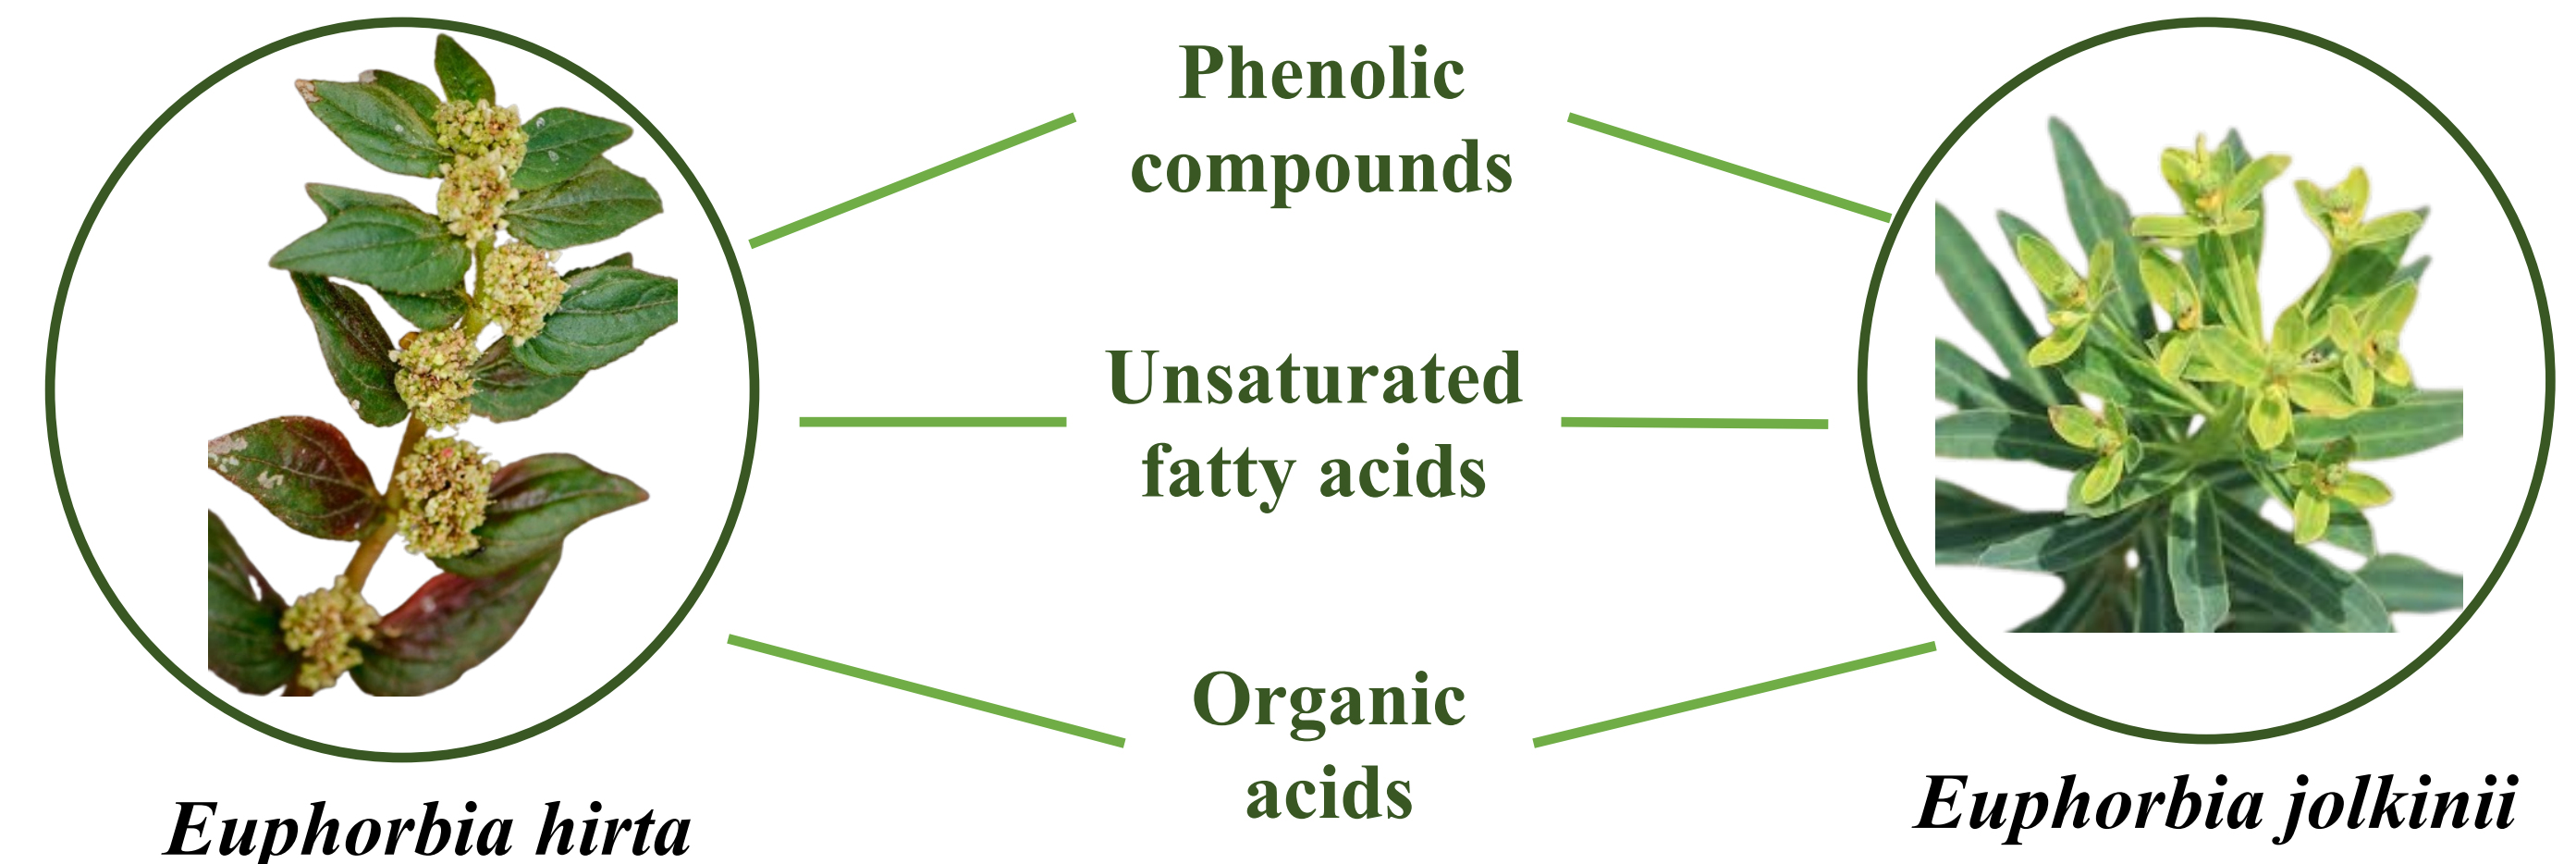 Phenolic
compounds
Unsaturated
fatty acids
Organic
acids
Euphorbia hirta
Euphorbia jolkinii